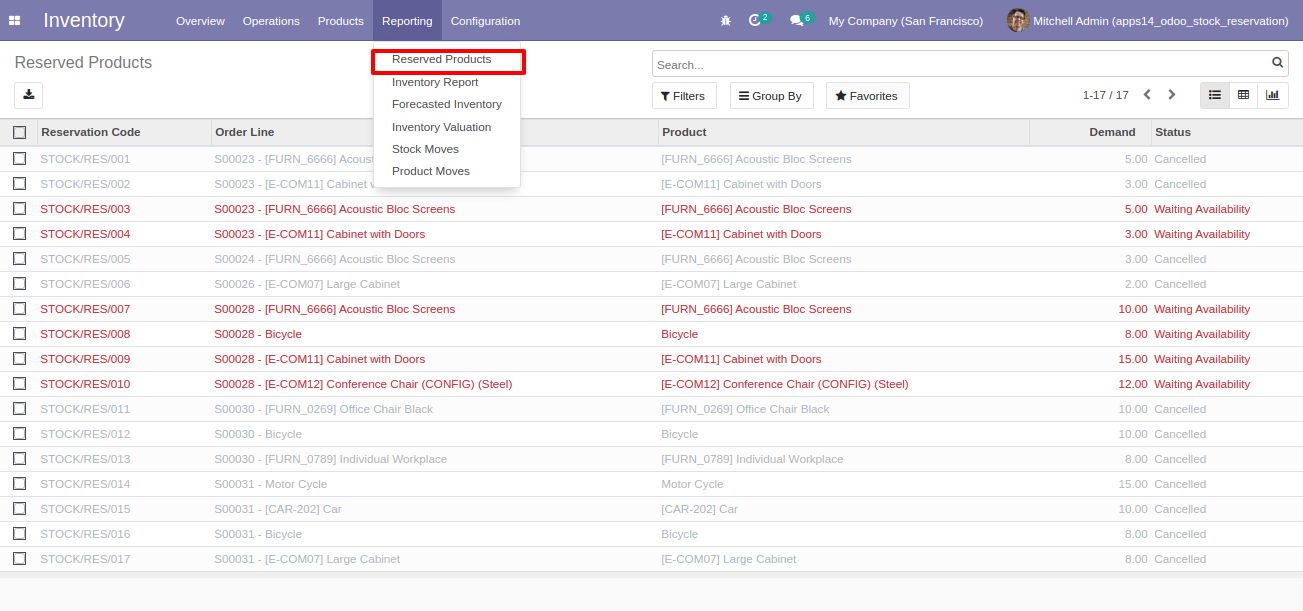 Inventory Overview Operations Products Reporting Configuration 2 6 My Company (San Francisco) Mitchell Admin (apps14_odoo_stock_reservation)
Reserved Products
Reserved Products
Inventory Report
Forecasted Inventory
Inventory Valuation
Stock Moves
Product Moves
Search...
Filters Group By Favorites 1-17 / 17
Reservation Code Order Line Product Demand Status
STOCK/RES/001 S00023 - [FURN_6666] [FURN_6666] Acoustic Bloc Screens 5.00 Cancelled
STOCK/RES/002 S00023 - [E-COM11] Cabinet [E-COM11] Cabinet with Doors 3.00 Cancelled
STOCK/RES/003 S00023 - [FURN_6666] Acoustic Bloc Screens [FURN_6666] Acoustic Bloc Screens 5.00 Waiting Availability
STOCK/RES/004 S00023 - [E-COM11] Cabinet with Doors [E-COM11] Cabinet with Doors 3.00 Waiting Availability
STOCK/RES/005 S00024 - [FURN_6666] Acoustic Bloc Screens [FURN_6666] Acoustic Bloc Screens 3.00 Cancelled
STOCK/RES/006 S00026 - [E-COM07] Large Cabinet [E-COM07] Large Cabinet 2.00 Cancelled
STOCK/RES/007 S00028 - [FURN_6666] Acoustic Bloc Screens [FURN_6666] Acoustic Bloc Screens 10.00 Waiting Availability
STOCK/RES/008 S00028 - Bicycle Bicycle 8.00 Waiting Availability
STOCK/RES/009 S00028 - [E-COM11] Cabinet with Doors [E-COM11] Cabinet with Doors 15.00 Waiting Availability
STOCK/RES/010 S00028 - [E-COM12] Conference Chair (CONFIG) (Steel) [E-COM12] Conference Chair (CONFIG) (Steel) 12.00 Waiting Availability
STOCK/RES/011 S00030 - [FURN_0269] Office Chair Black [FURN_0269] Office Chair Black 10.00 Cancelled
STOCK/RES/012 S00030 - Bicycle Bicycle 10.00 Cancelled
STOCK/RES/013 S00030 - [FURN_0789] Individual Workplace [FURN_0789] Individual Workplace 8.00 Cancelled
STOCK/RES/014 S00031 - Motor Cycle Motor Cycle 15.00 Cancelled
STOCK/RES/015 S00031 - [CAR-202] Car [CAR-202] Car 10.00 Cancelled
STOCK/RES/016 S00031 - Bicycle Bicycle 8.00 Cancelled
STOCK/RES/017 S00031 - [E-COM07] Large Cabinet [E-COM07] Large Cabinet 8.00 Cancelled